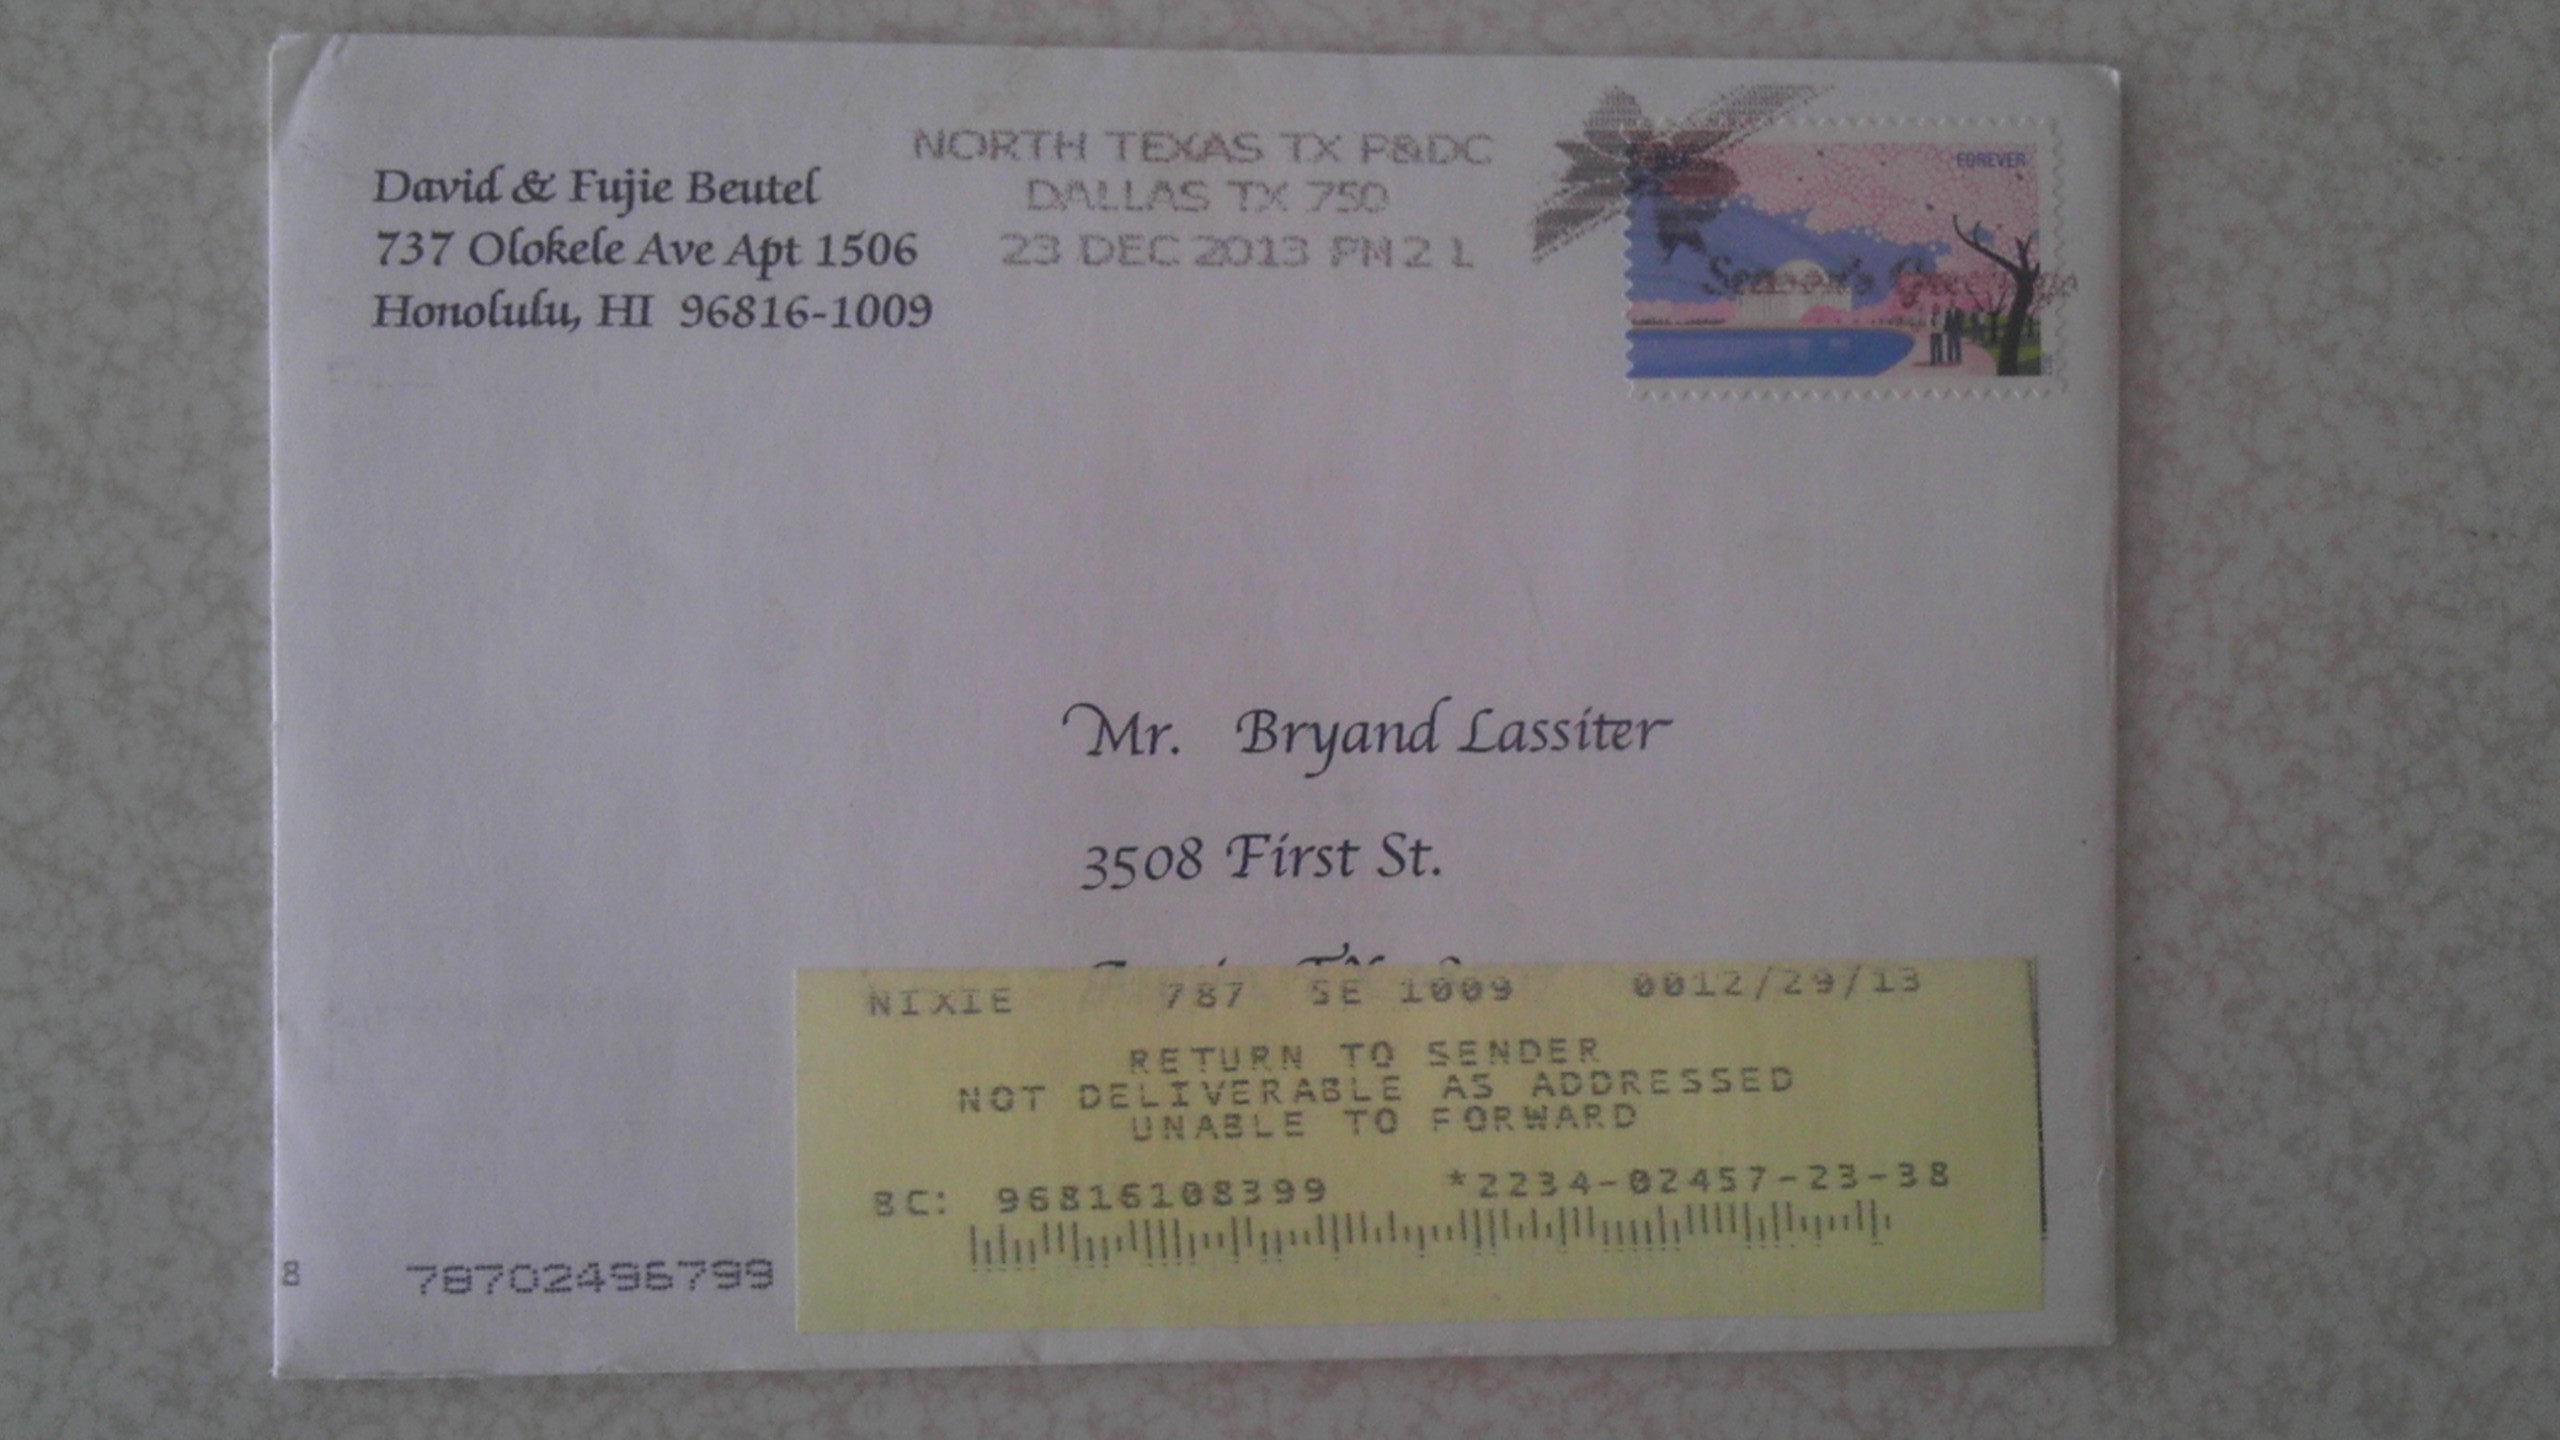 NORTH TEXAS TX P&DC
DALLAS TX 750
23 DEC 2013 PM 2 L
David & Fujie Beutel
737 Olokele Ave Apt 1506
Honolulu, HI 96816-1009
FOREVER
Season's Greetings
Mr. Bryand Lassiter
3508 First St.
NIXIE 787 SE 1009 0012/29/13
RETURN TO SENDER
NOT DELIVERABLE AS ADDRESSED
UNABLE TO FORWARD
BC: 96816108399 *2234-02457-23-38
8
78702496799